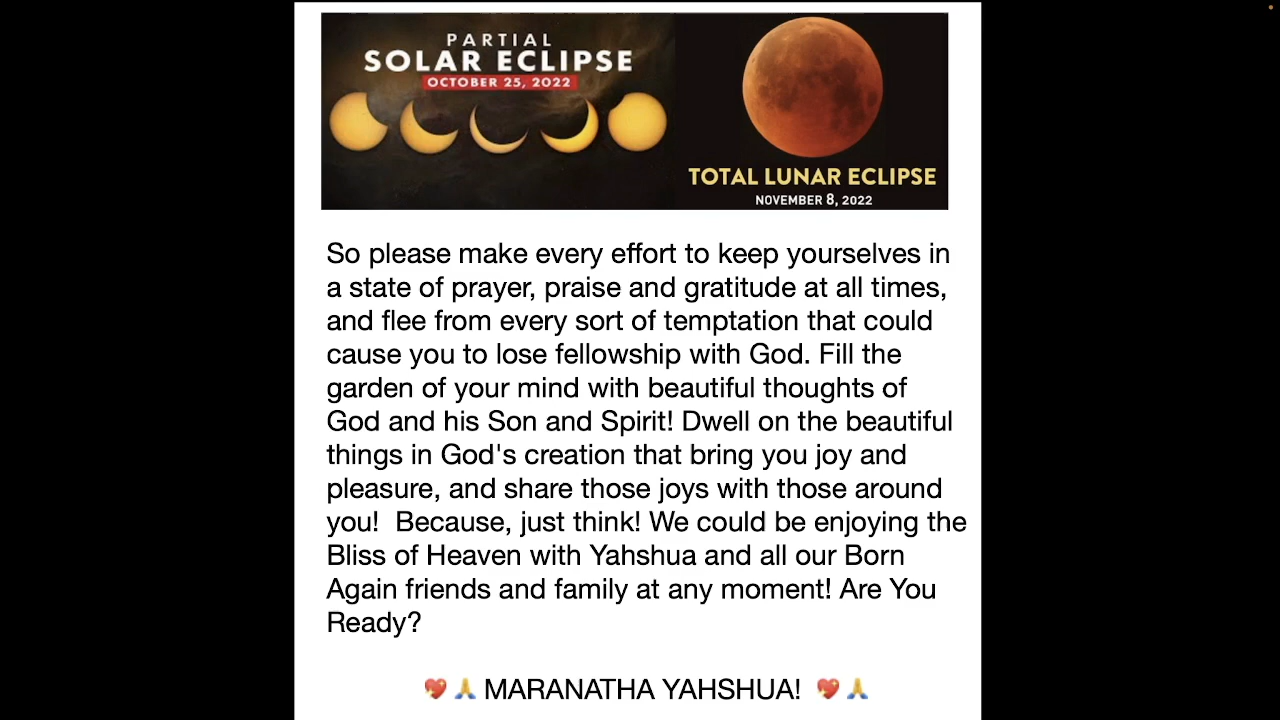 PARTIAL
SOLAR ECLIPSE
OCTOBER 25, 2022
TOTAL LUNAR ECLIPSE
NOVEMBER 8, 2022
So please make every effort to keep yourselves in
a state of prayer, praise and gratitude at all times,
and flee from every sort of temptation that could
cause you to lose fellowship with God. Fill the
garden of your mind with beautiful thoughts of
God and his Son and Spirit! Dwell on the beautiful
things in God's creation that bring you joy and
pleasure, and share those joys with those around
you!  Because, just think! We could be enjoying the
Bliss of Heaven with Yahshua and all our Born
Again friends and family at any moment! Are You
Ready?
💖🙏 MARANATHA YAHSHUA! 💖🙏